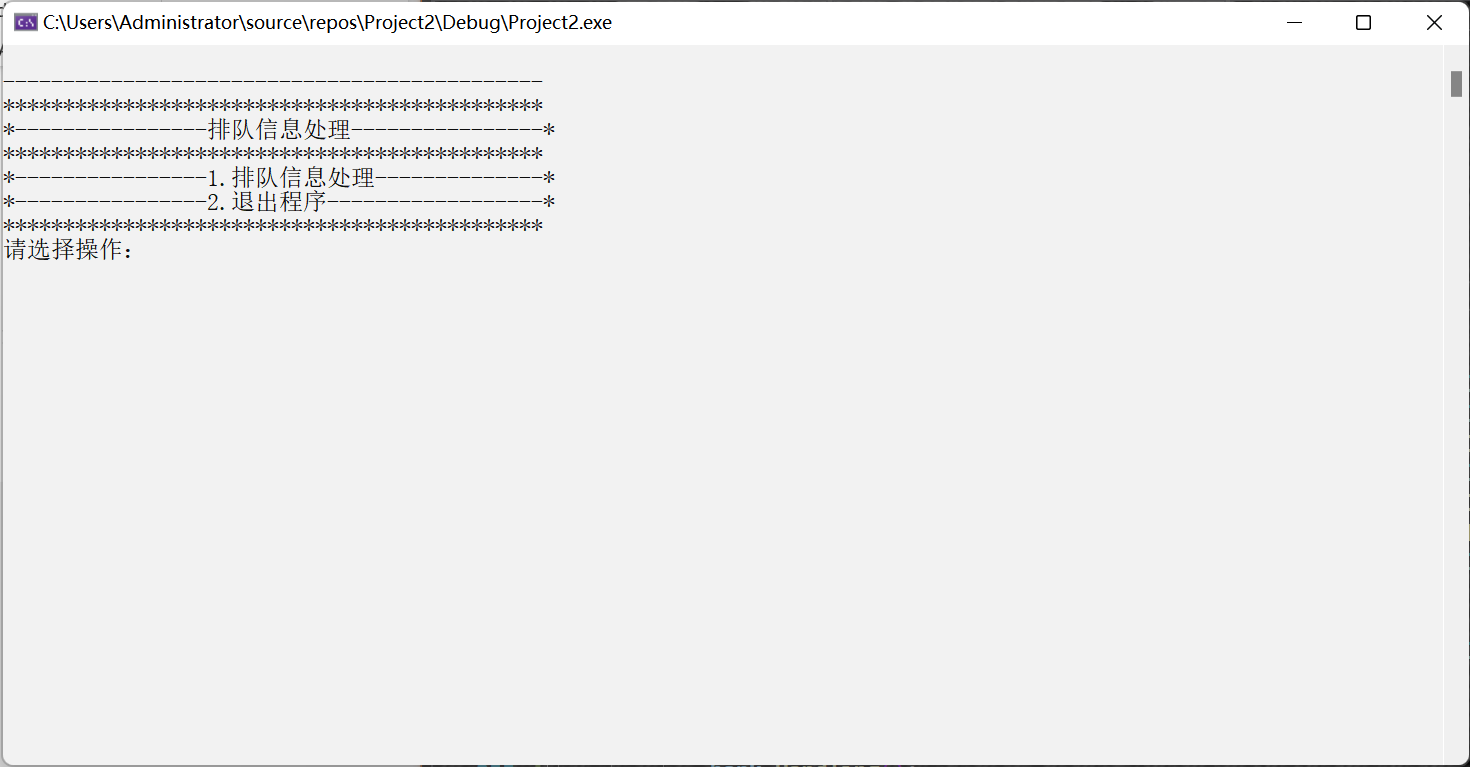 C:\Users\Administrator\source\repos\Project2\Debug\Project2.exe
---------------------------------------------
*********************************************
*----------------排队信息处理----------------*
*********************************************
*----------------1.排队信息处理--------------*
*----------------2.退出程序------------------*
*********************************************
请选择操作: